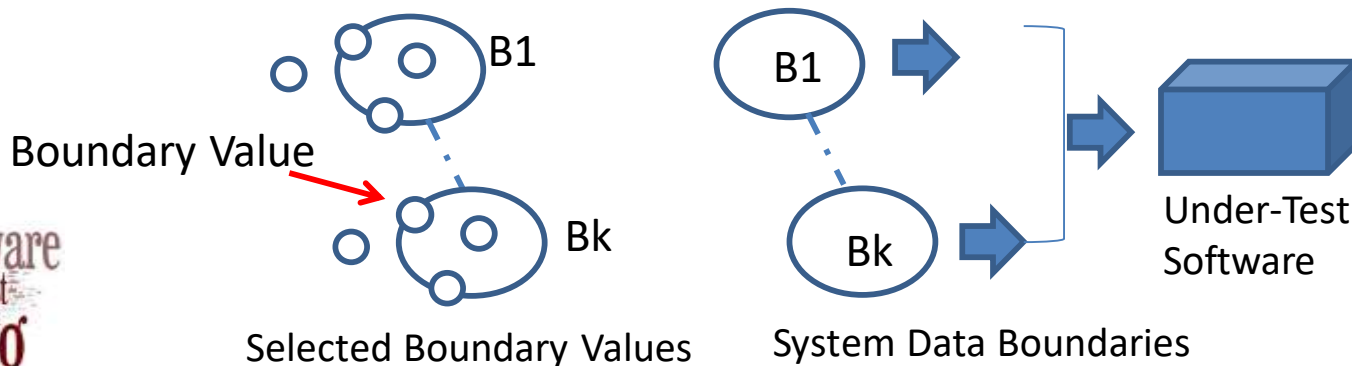 B1
Boundary Value
Bk
Selected Boundary Values
B1
Bk
System Data Boundaries
Under-Test
Software